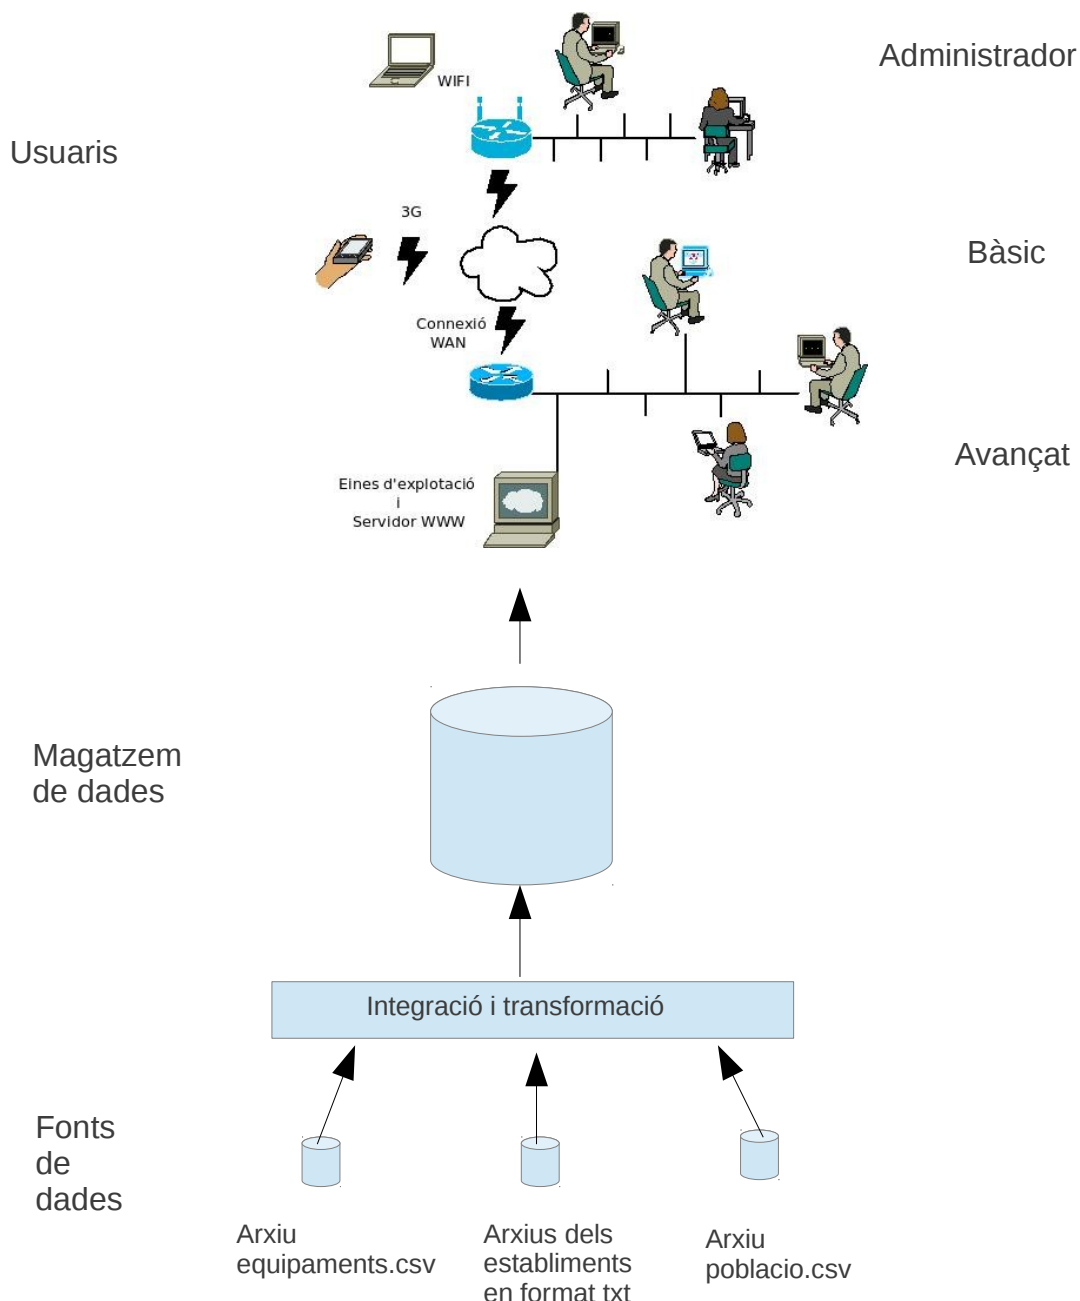 Administrador
WIFI
Usuaris
3G
Bàsic
Connexió
WAN
Avançat
Eines d'explotació
i
Servidor WWW
Magatzem
de dades
Integració i transformació
Fonts
de
dades
Arxiu
equipaments.csv
Arxius dels
establiments
en format txt
Arxiu
poblacio.csv